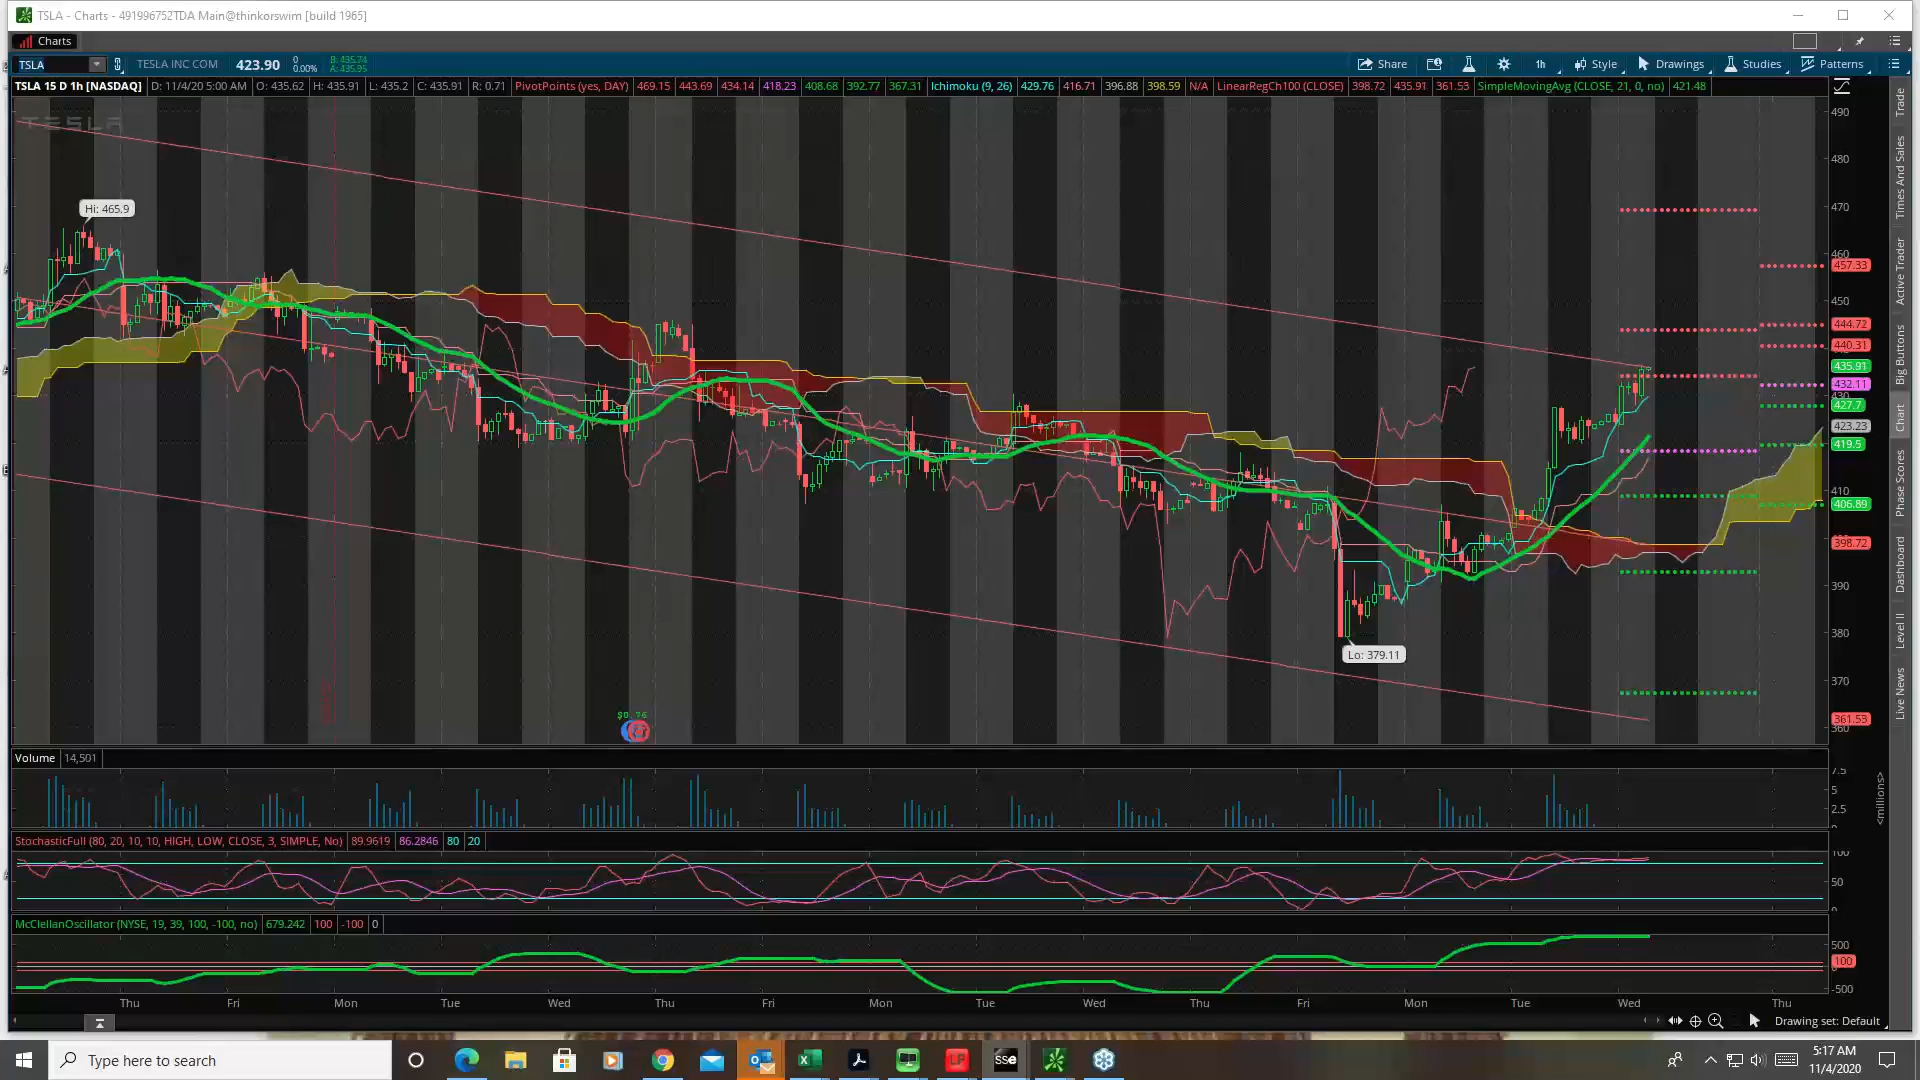 TSLA - Charts - 491996752TDA Main@thinkorswim [build 1965]
Charts
TSLA TESLA INC COM 423.90 0 0.00% B: 435.74 A: 435.95 Share 1h Style Drawings Studies Patterns
TSLA 15 D 1h [NASDAQ] D: 11/4/20 5:00 AM O: 435.62 H: 435.91 L: 435.2 C: 435.91 R: 0.71 PivotPoints (yes, DAY) 469.15 443.69 434.14 418.23 408.68 392.77 367.31 Ichimoku (9, 26) 429.76 416.71 396.88 398.59 N/A LinearRegCh100 (CLOSE) 398.72 435.91 361.53 SimpleMovingAvg (CLOSE, 21, 0, no) 421.48
TESLA
Hi: 465.9
Lo: 379.11
490
480
470
460
457.33
450
444.72
440.31
435.91
432.11
430
427.7
423.23
419.5
410
406.89
398.72
390
380
370
361.53
360
Trade
Times And Sales
Active Trader
Big Buttons
Chart
Phase Scores
Dashboard
Level II
Live News
$0.76
Volume 14,501
7.5
5
2.5
<millions>
StochasticFull (80, 20, 10, 10, HIGH, LOW, CLOSE, 3, SIMPLE, No) 89.9619 86.2846 80 20
100
50
0
McClellanOscillator (NYSE, 19, 39, 100, -100, no) 679.242 100 -100 0
500
100
-500
Thu Fri Mon Tue Wed Thu Fri Mon Tue Wed Thu Fri Mon Tue Wed Thu
Drawing set: Default
Type here to search
5:17 AM
11/4/2020